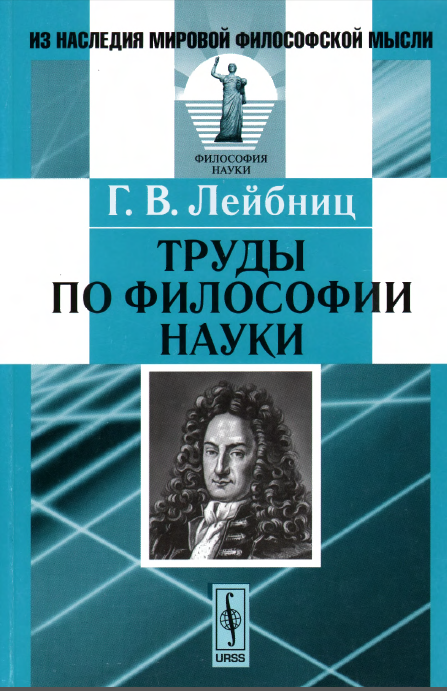 ИЗ НАСЛЕДИЯ МИРОВОЙ ФИЛОСОФСКОЙ МЫСЛИ
ФИЛОСОФИЯ
НАУКИ
Г. В. Лейбниц
ТРУДЫ
ПО ФИЛОСОФИИ
НАУКИ
URSS